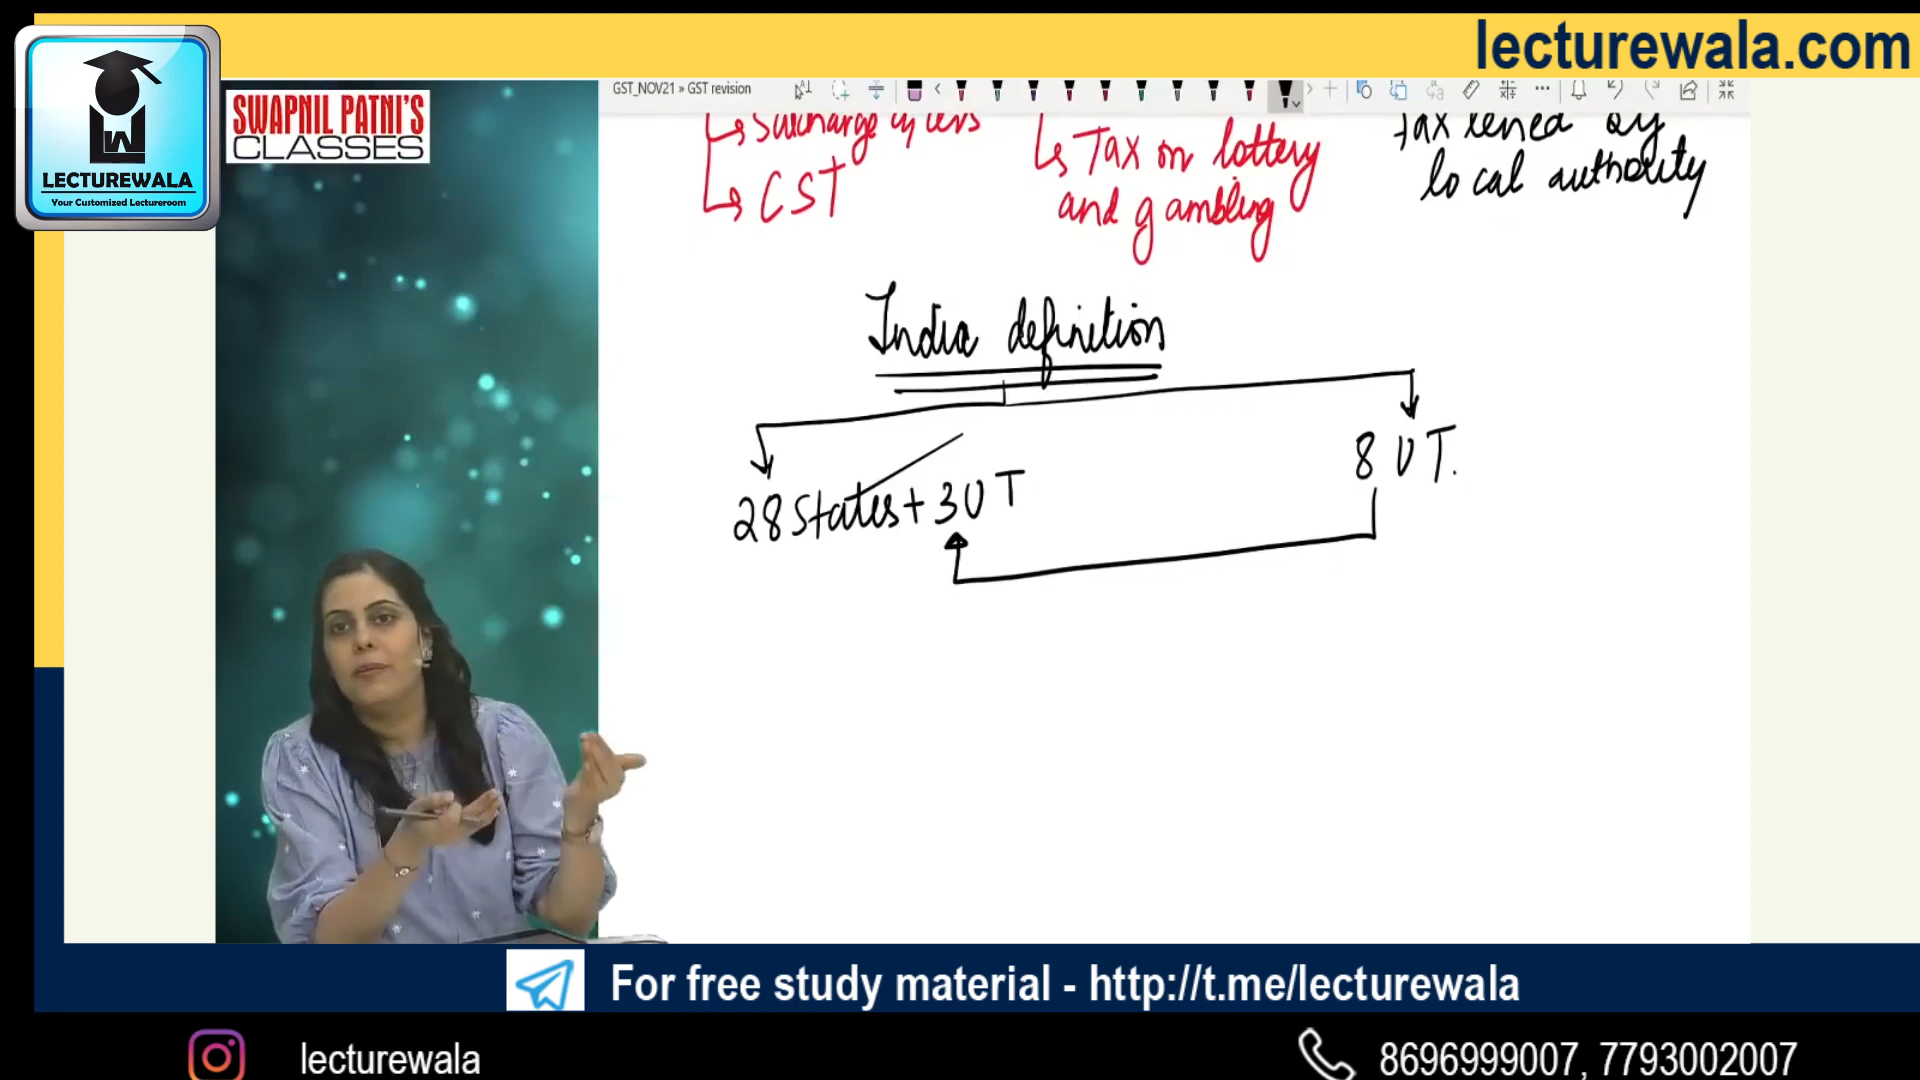 lecturewala.com
GST_NOV21 » GST revision
SWAPNIL PATNI'S
CLASSES
LW
LECTUREWALA
Your Customized Lectureroom
Surcharge
CST
Tax on lottery
and gambling
Tax levied by
local authority
India definition
28 States + 3 UT
8 UT.
For free study material - http://t.me/lecturewala
lecturewala
8696999007, 7793002007